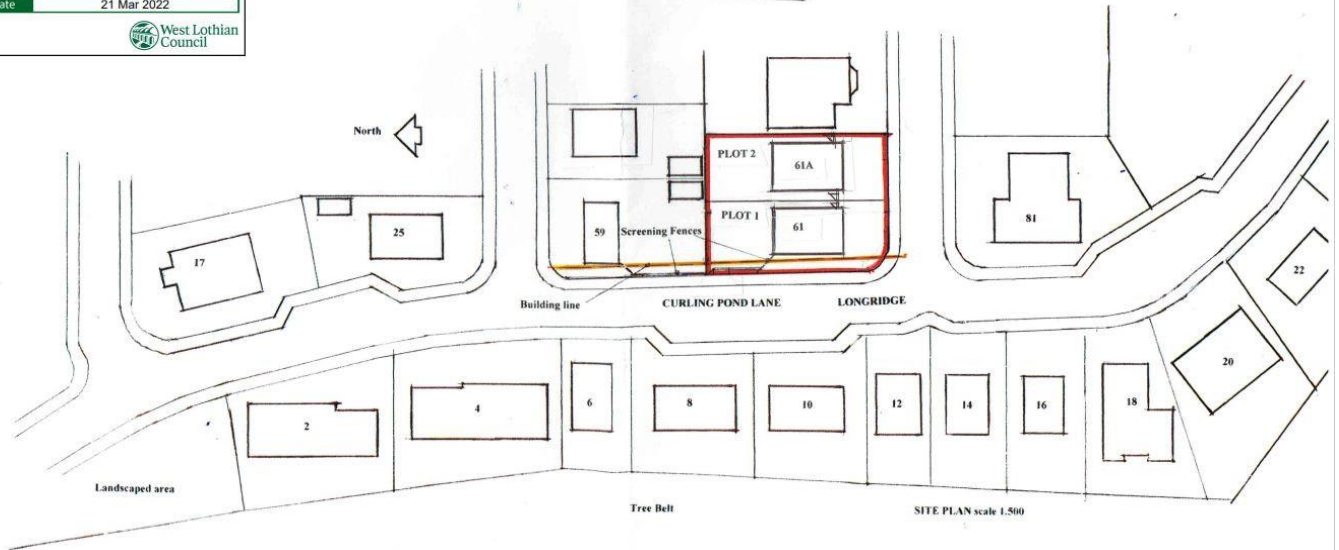 ate
21 Mar 2022
West Lothian
Council
North
PLOT 2
61A
PLOT 1
61
59
Screening Fences
81
17
25
22
Building line
CURLING POND LANE
LONGRIDGE
20
2
4
6
8
10
12
14
16
18
Landscaped area
Tree Belt
SITE PLAN scale 1.500